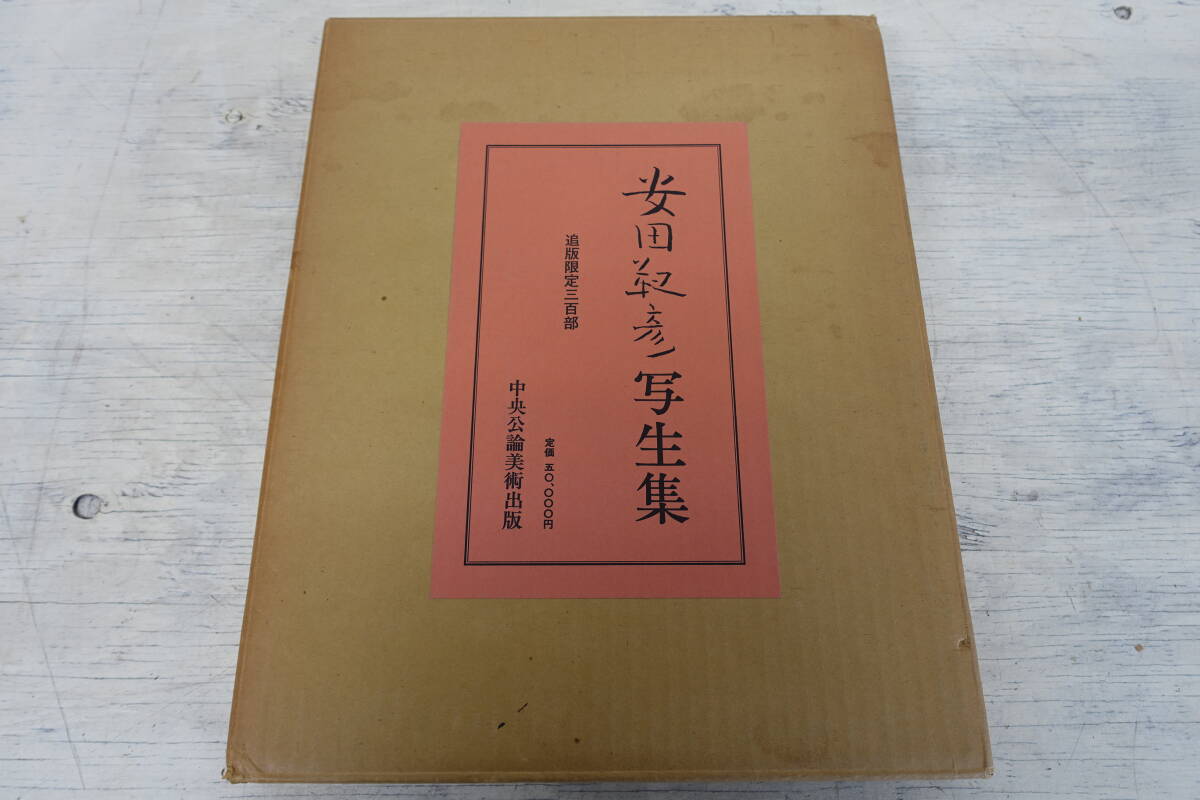 安田靫彦写生集
追版限定三百部
定価 五〇、〇〇〇円
中央公論美術出版